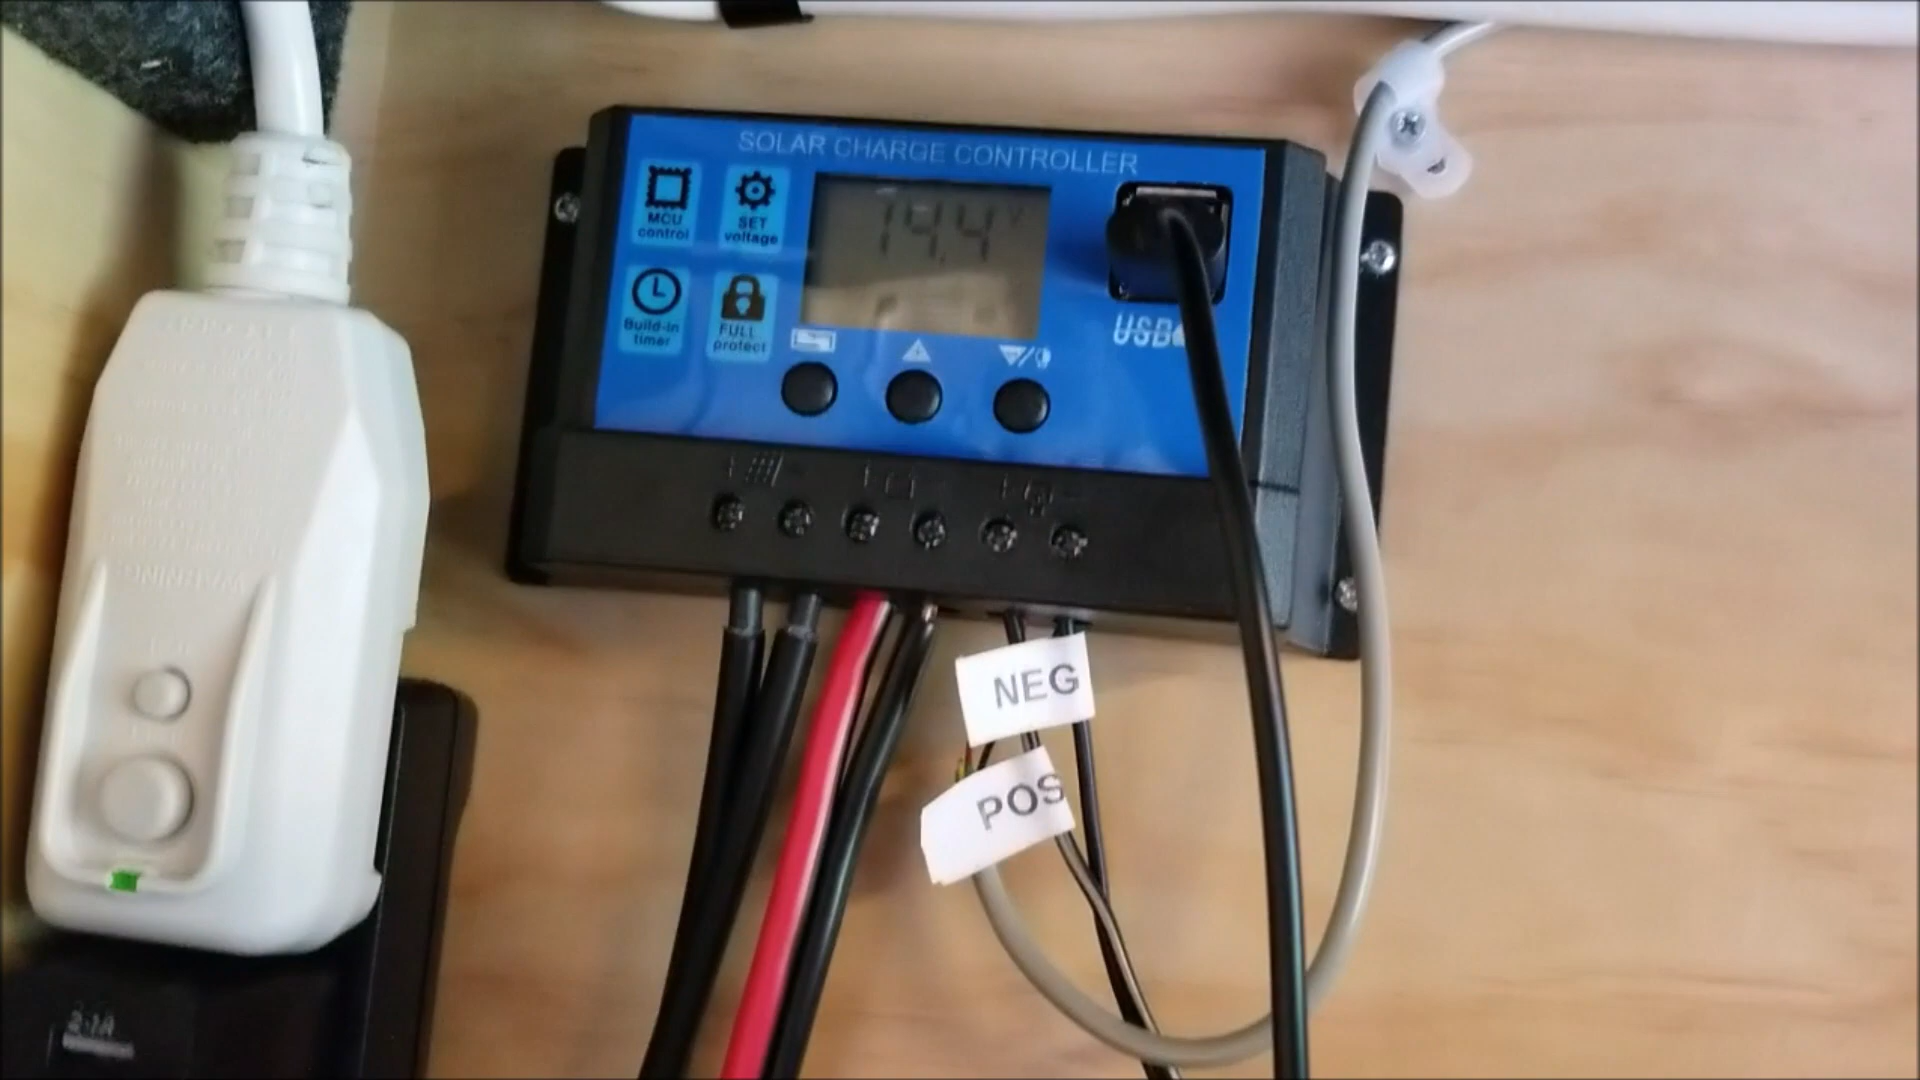 SOLAR CHARGE CONTROLLER
MCU
control
SET
voltage
14.4 V
Build-in
timer
FULL
protect
USB
NEG
POS
WARNING
2.1A